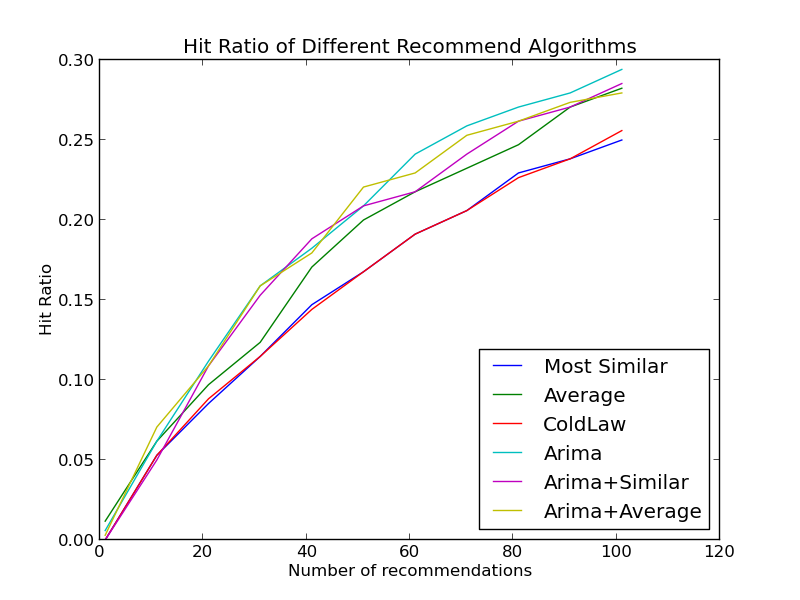 Hit Ratio of Different Recommend Algorithms
0.30
0.25
0.20
0.15
0.10
0.05
0.00
Hit Ratio
Most Similar
Average
ColdLaw
Arima
Arima+Similar
Arima+Average
0 20 40 60 80 100 120
Number of recommendations